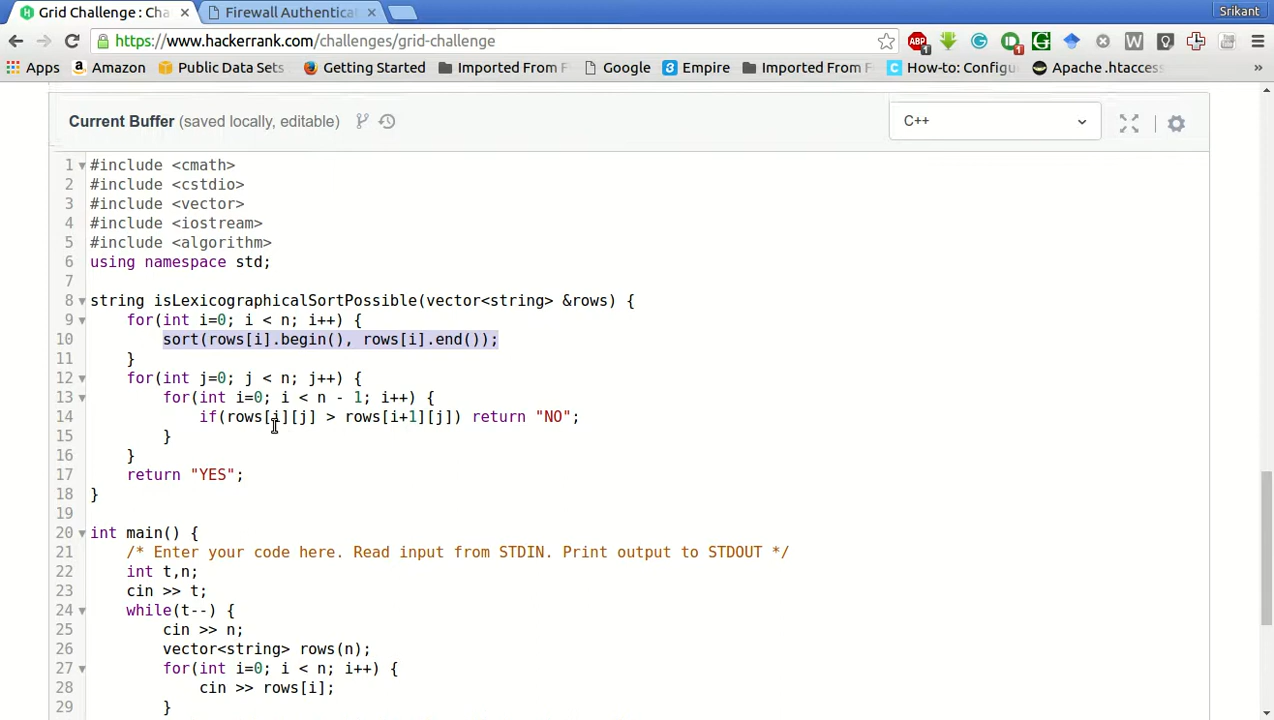 Grid Challenge : Cha
Firewall Authenticat
Srikant
https://www.hackerrank.com/challenges/grid-challenge
Apps Amazon Public Data Sets Getting Started Imported From F Google Empire Imported From F How-to: Configu Apache .htaccess »
Current Buffer (saved locally, editable) C++
1 #include <cmath>
2 #include <cstdio>
3 #include <vector>
4 #include <iostream>
5 #include <algorithm>
6 using namespace std;
7
8 string isLexicographicalSortPossible(vector<string> &rows) {
9 for(int i=0; i < n; i++) {
10 sort(rows[i].begin(), rows[i].end());
11 }
12 for(int j=0; j < n; j++) {
13 for(int i=0; i < n - 1; i++) {
14 if(rows[i][j] > rows[i+1][j]) return "NO";
15 }
16 }
17 return "YES";
18 }
19
20 int main() {
21 /* Enter your code here. Read input from STDIN. Print output to STDOUT */
22 int t,n;
23 cin >> t;
24 while(t--) {
25 cin >> n;
26 vector<string> rows(n);
27 for(int i=0; i < n; i++) {
28 cin >> rows[i];
29 }